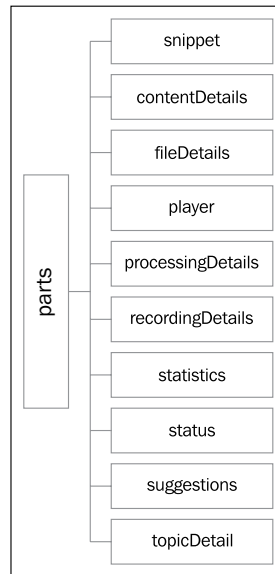 parts
snippet
contentDetails
fileDetails
player
processingDetails
recordingDetails
statistics
status
suggestions
topicDetail